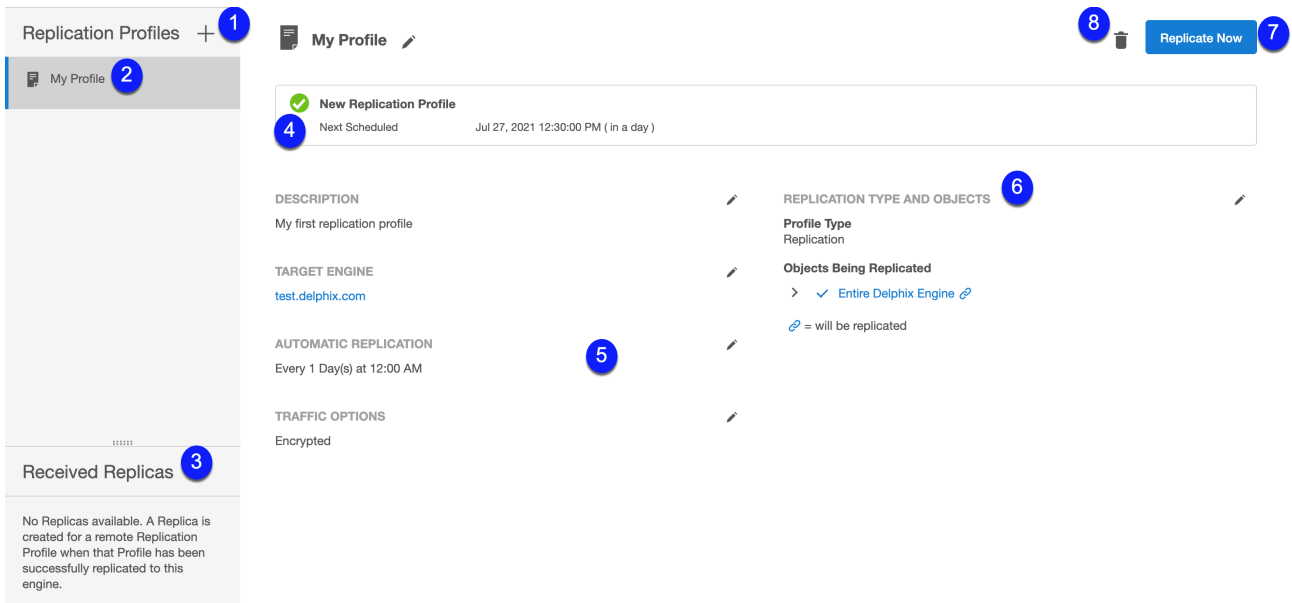 Replication Profiles
1
My Profile
2
My Profile
8
Replicate Now
7
New Replication Profile
4
Next Scheduled Jul 27, 2021 12:30:00 PM ( in a day )
DESCRIPTION
My first replication profile
TARGET ENGINE
test.delphix.com
AUTOMATIC REPLICATION
Every 1 Day(s) at 12:00 AM
5
TRAFFIC OPTIONS
Encrypted
REPLICATION TYPE AND OBJECTS
6
Profile Type
Replication
Objects Being Replicated
Entire Delphix Engine
= will be replicated
Received Replicas
3
No Replicas available. A Replica is
created for a remote Replication
Profile when that Profile has been
successfully replicated to this
engine.